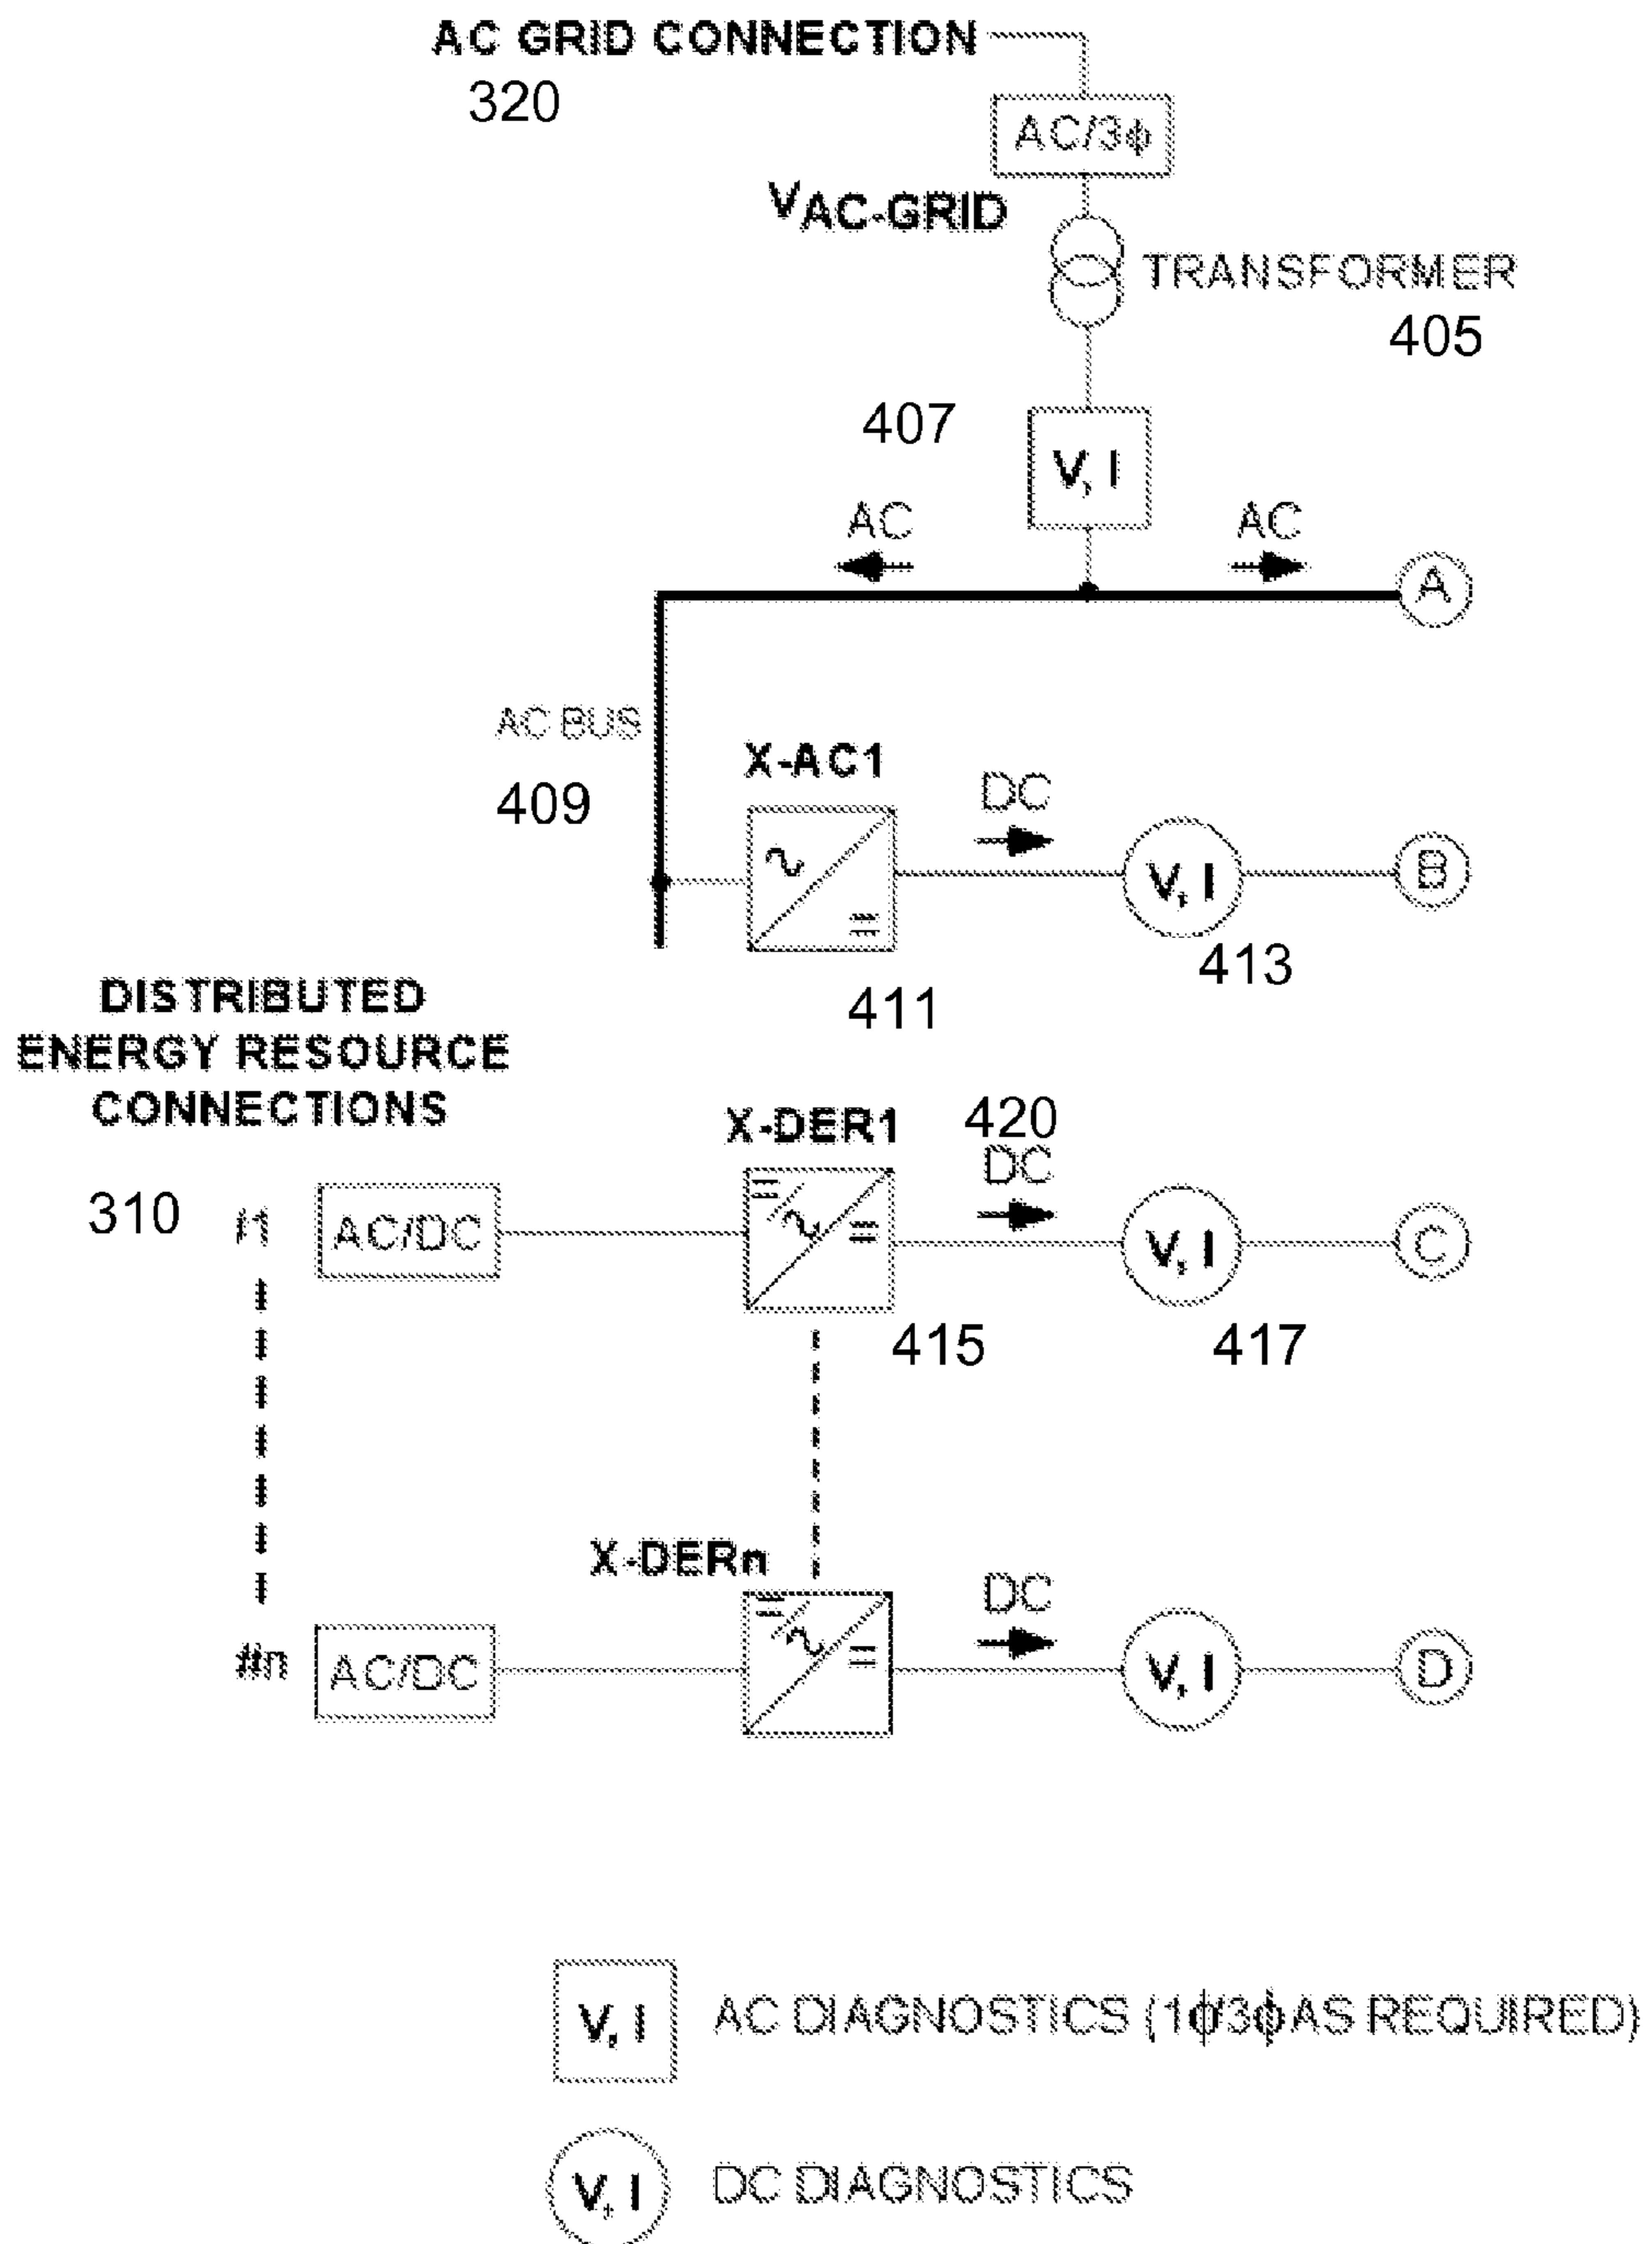 AC GRID CONNECTION
320
AC/3ϕ
VAC-GRID
TRANSFORMER
405
407
V, I
AC
AC
A
AC BUS
409
X-AC1
DC
V, I
B
413
411
DISTRIBUTED
ENERGY RESOURCE
CONNECTIONS
310
X-DER1
420
DC
#1
AC/DC
V, I
C
415
417
X-DERn
DC
#n
AC/DC
V, I
D
V, I
AC DIAGNOSTICS (1ϕ/3ϕ AS REQUIRED)
V, I
DC DIAGNOSTICS